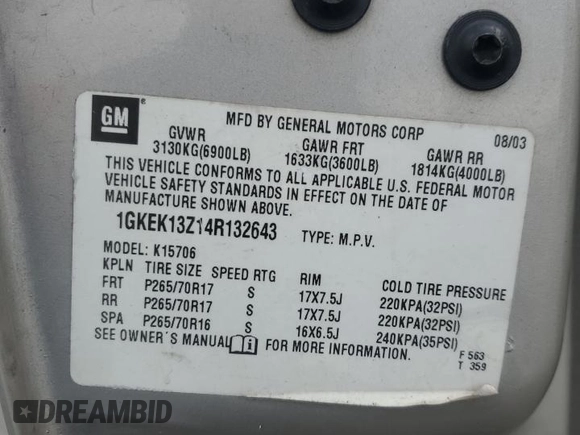 GM ®
MFD BY GENERAL MOTORS CORP 08/03
GVWR GAWR FRT GAWR RR
3130KG(6900LB) 1633KG(3600LB) 1814KG(4000LB)
THIS VEHICLE CONFORMS TO ALL APPLICABLE U.S. FEDERAL MOTOR
VEHICLE SAFETY STANDARDS IN EFFECT ON THE DATE OF
MANUFACTURE SHOWN ABOVE.
1GKEK13Z14R132643 TYPE: M.P.V.
MODEL: K15706
KPLN TIRE SIZE SPEED RTG RIM COLD TIRE PRESSURE
FRT P265/70R17 S 17X7.5J 220KPA(32PSI)
RR P265/70R17 S 17X7.5J 220KPA(32PSI)
SPA P265/70R16 S 16X6.5J 240KPA(35PSI)
SEE OWNER´S MANUAL i FOR MORE INFORMATION.
F 563
T 359
DREAMBID